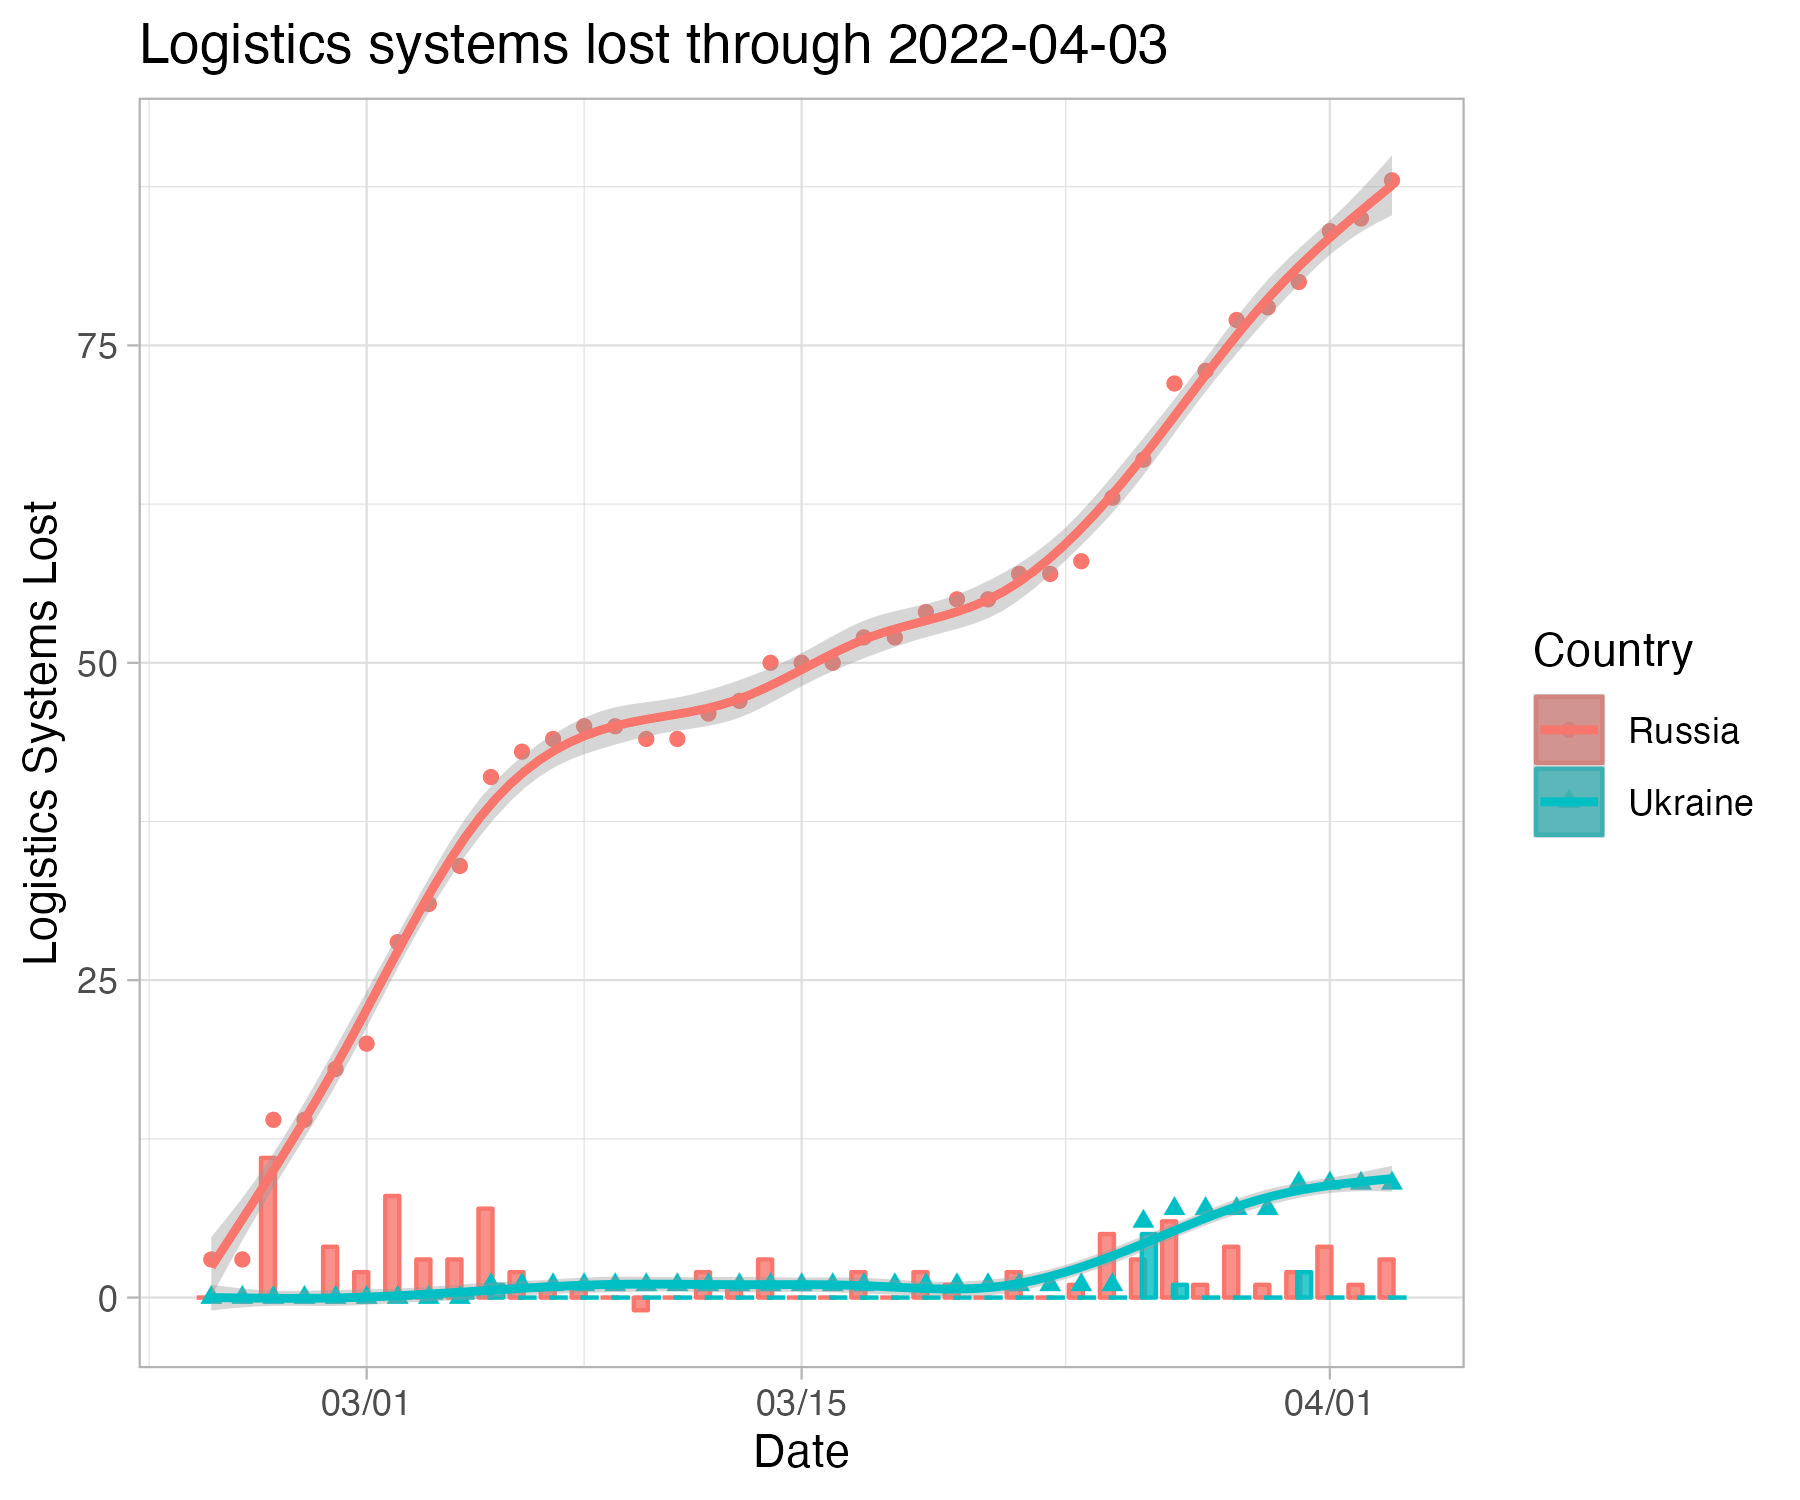 Logistics systems lost through 2022-04-03
Logistics Systems Lost
75
50
25
0
03/01
03/15
04/01
Date
Country
Russia
Ukraine